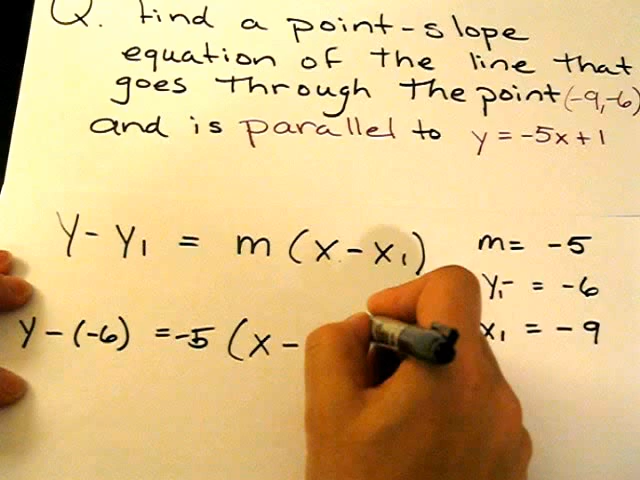 Q. find a point-slope
equation of the line that
goes through the point (-9,-6)
and is parallel to y = -5x + 1
y - y1 = m (x - x1)
m = -5
y1 = -6
x1 = -9
y - (-6) = -5 (x -